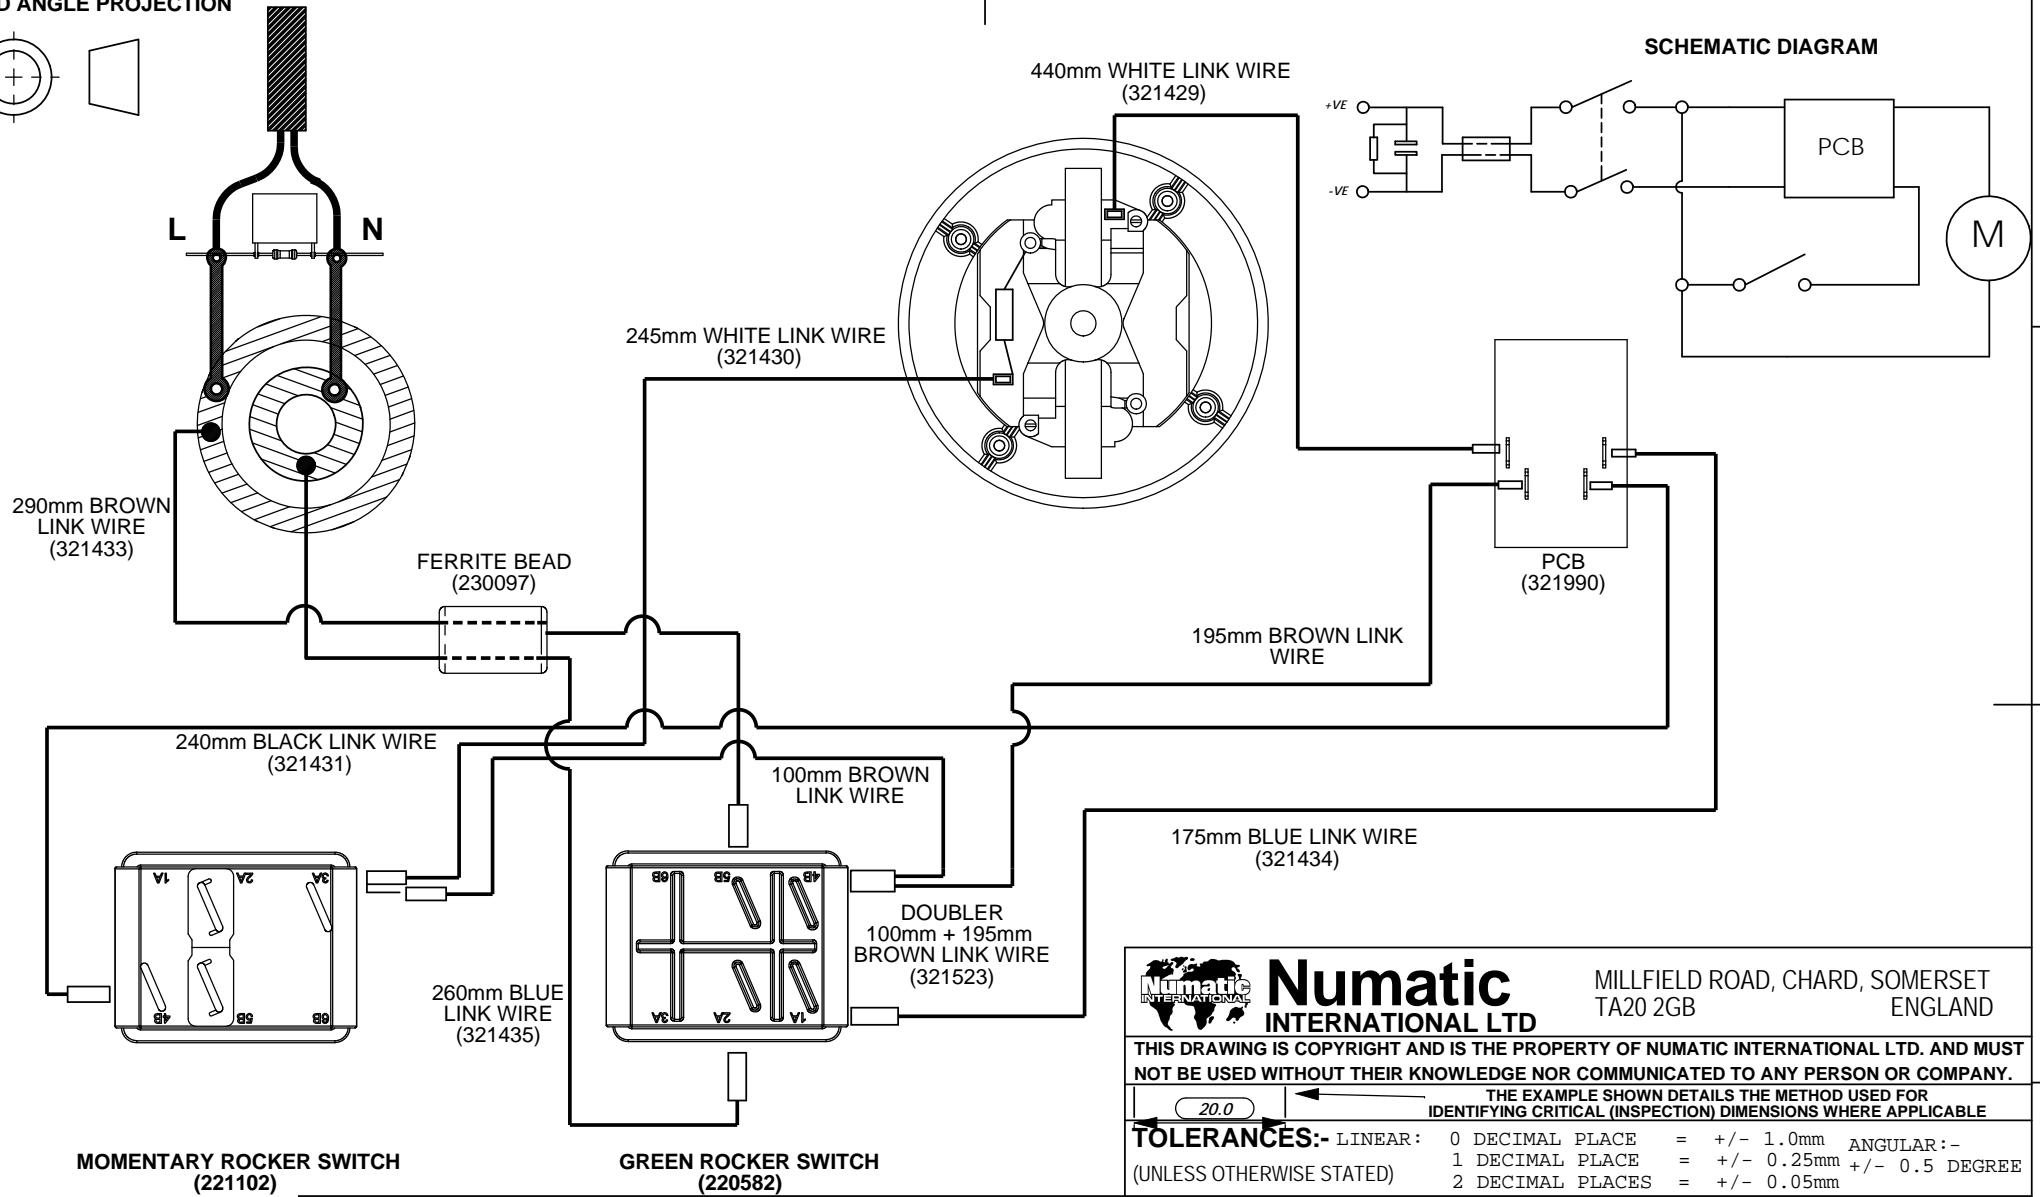 D ANGLE PROJECTION
L
N
440mm WHITE LINK WIRE
(321429)
SCHEMATIC DIAGRAM
+VE
-VE
PCB
M
245mm WHITE LINK WIRE
(321430)
290mm BROWN
LINK WIRE
(321433)
FERRITE BEAD
(230097)
PCB
(321990)
195mm BROWN LINK
WIRE
240mm BLACK LINK WIRE
(321431)
100mm BROWN
LINK WIRE
175mm BLUE LINK WIRE
(321434)
1A
2A
3A
4B
5B
6B
6B
5B
4B
3A
2A
1A
DOUBLER
100mm + 195mm
BROWN LINK WIRE
(321523)
260mm BLUE
LINK WIRE
(321435)
MOMENTARY ROCKER SWITCH
(221102)
GREEN ROCKER SWITCH
(220582)
Numatic
INTERNATIONAL
Numatic
INTERNATIONAL LTD
MILLFIELD ROAD, CHARD, SOMERSET
TA20 2GB ENGLAND
THIS DRAWING IS COPYRIGHT AND IS THE PROPERTY OF NUMATIC INTERNATIONAL LTD. AND MUST
NOT BE USED WITHOUT THEIR KNOWLEDGE NOR COMMUNICATED TO ANY PERSON OR COMPANY.
20.0
THE EXAMPLE SHOWN DETAILS THE METHOD USED FOR
IDENTIFYING CRITICAL (INSPECTION) DIMENSIONS WHERE APPLICABLE
TOLERANCES:- LINEAR: 0 DECIMAL PLACE = +/- 1.0mm ANGULAR:-
(UNLESS OTHERWISE STATED) 1 DECIMAL PLACE = +/- 0.25mm +/- 0.5 DEGREE
2 DECIMAL PLACES = +/- 0.05mm